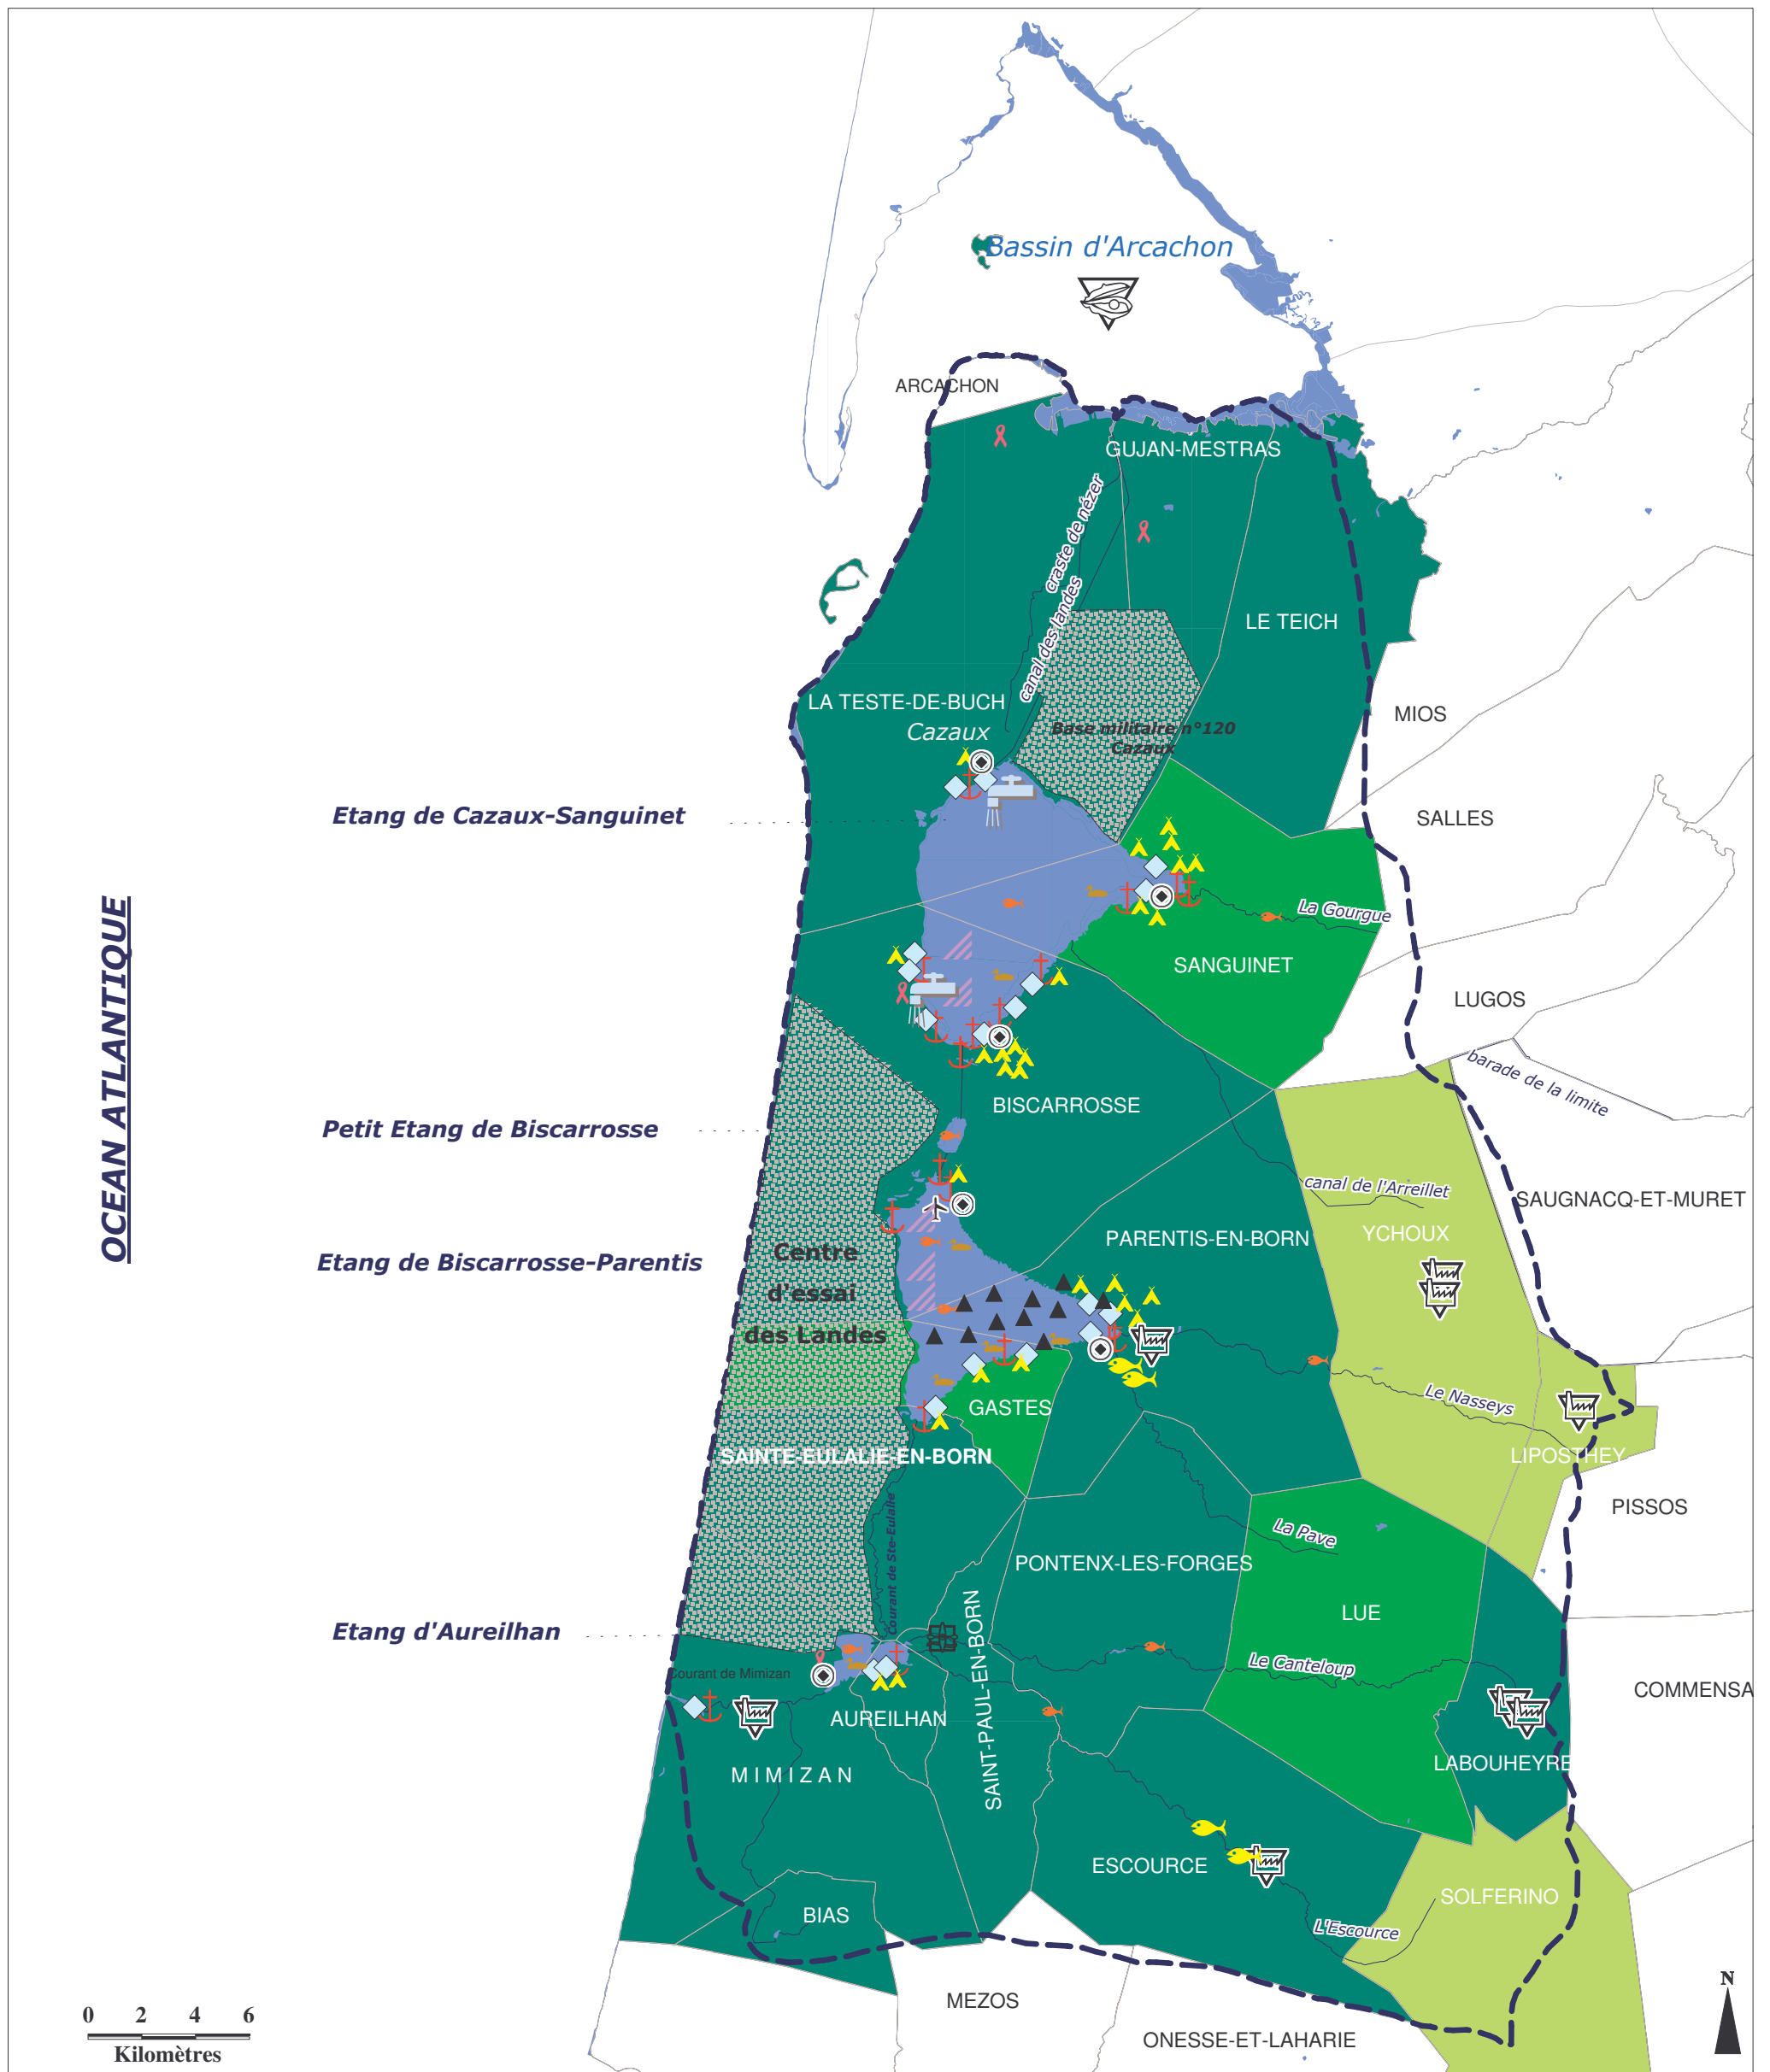 Bassin d'Arcachon
ARCACHON
GUJAN-MESTRAS
craste de nézer
canal des landes
LE TEICH
LA TESTE-DE-BUCH
MIOS
Cazaux
Base militaire n°120
Cazaux
Etang de Cazaux-Sanguinet
SALLES
La Gourgue
OCEAN ATLANTIQUE
SANGUINET
LUGOS
barade de la limite
BISCARROSSE
Petit Etang de Biscarrosse
canal de l'Arreillet
SAUGNACQ-ET-MURET
YCHOUX
PARENTIS-EN-BORN
Etang de Biscarrosse-Parentis
Centre
d'essai
des Landes
Le Nasseys
GASTES
SAINTE-EULALIE-EN-BORN
LIPOSTHEY
PISSOS
La Pave
Courant de Ste-Eulalie
PONTENX-LES-FORGES
LUE
Etang d'Aureilhan
SAINT-PAUL-EN-BORN
Le Canteloup
Courant de Mimizan
COMMENSA
AUREILHAN
LABOUHEYRE
MIMIZAN
ESCOURCE
SOLFERINO
BIAS
L'Escource
N
MEZOS
0 2 4 6
Kilomètres
ONESSE-ET-LAHARIE